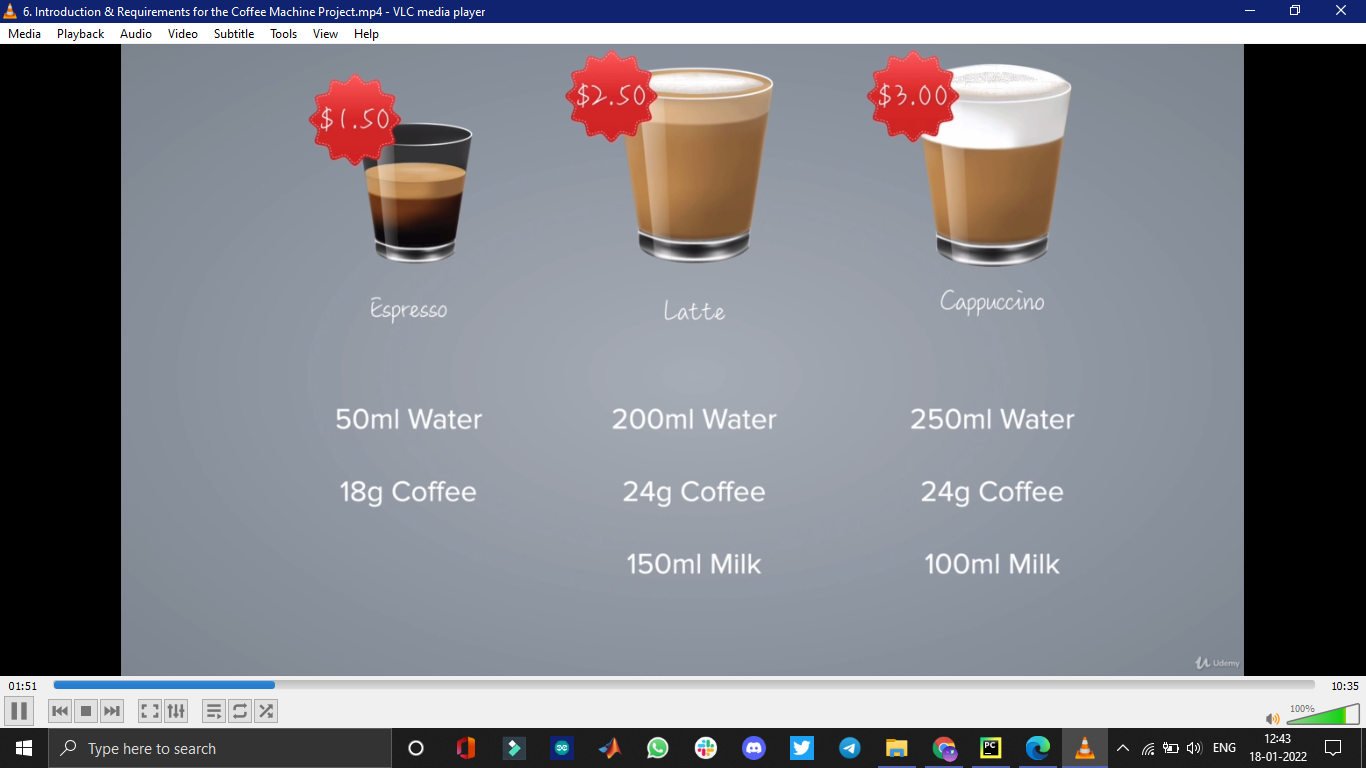 6. Introduction & Requirements for the Coffee Machine Project.mp4 - VLC media player
Media Playback Audio Video Subtitle Tools View Help
$1.50 $2.50 $3.00
Espresso Latte Cappuccino
50ml Water 200ml Water 250ml Water
18g Coffee 24g Coffee 24g Coffee
150ml Milk 100ml Milk
Udemy
01:51 10:35
100%
Type here to search
PC
ENG
12:43
18-01-2022